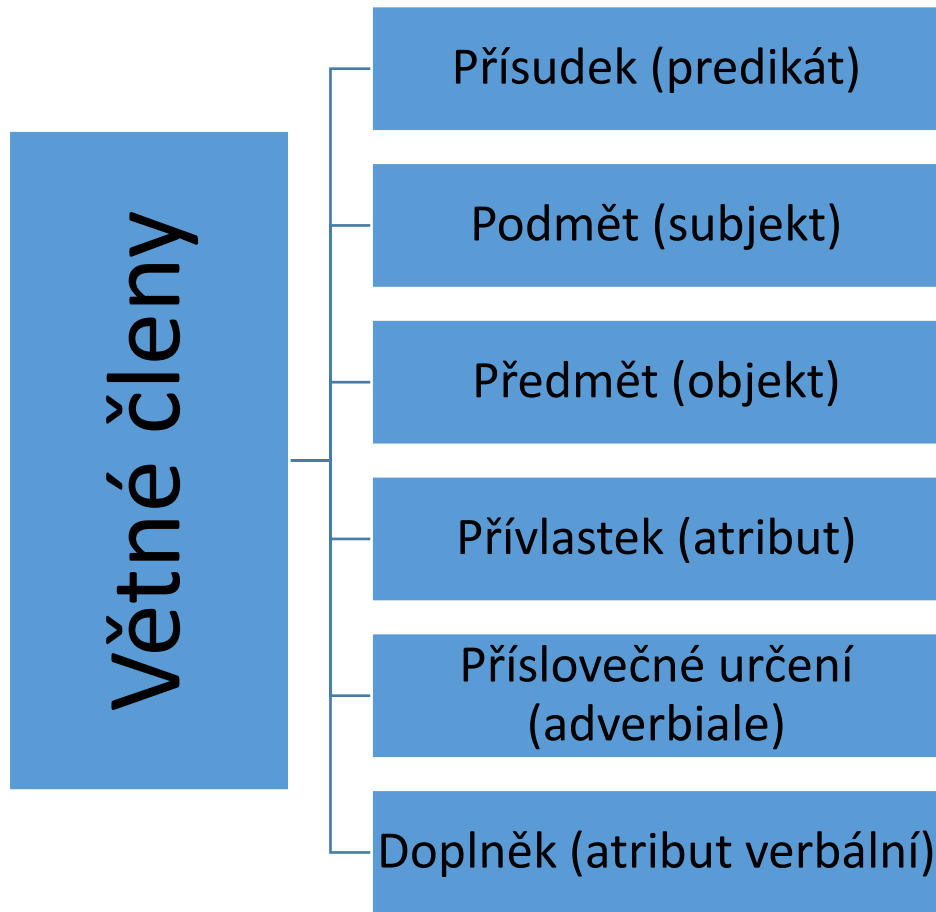 Větné členy
Přísudek (predikát)
Podmět (subjekt)
Předmět (objekt)
Přívlastek (atribut)
Příslovečné určení
(adverbiale)
Doplněk (atribut verbální)